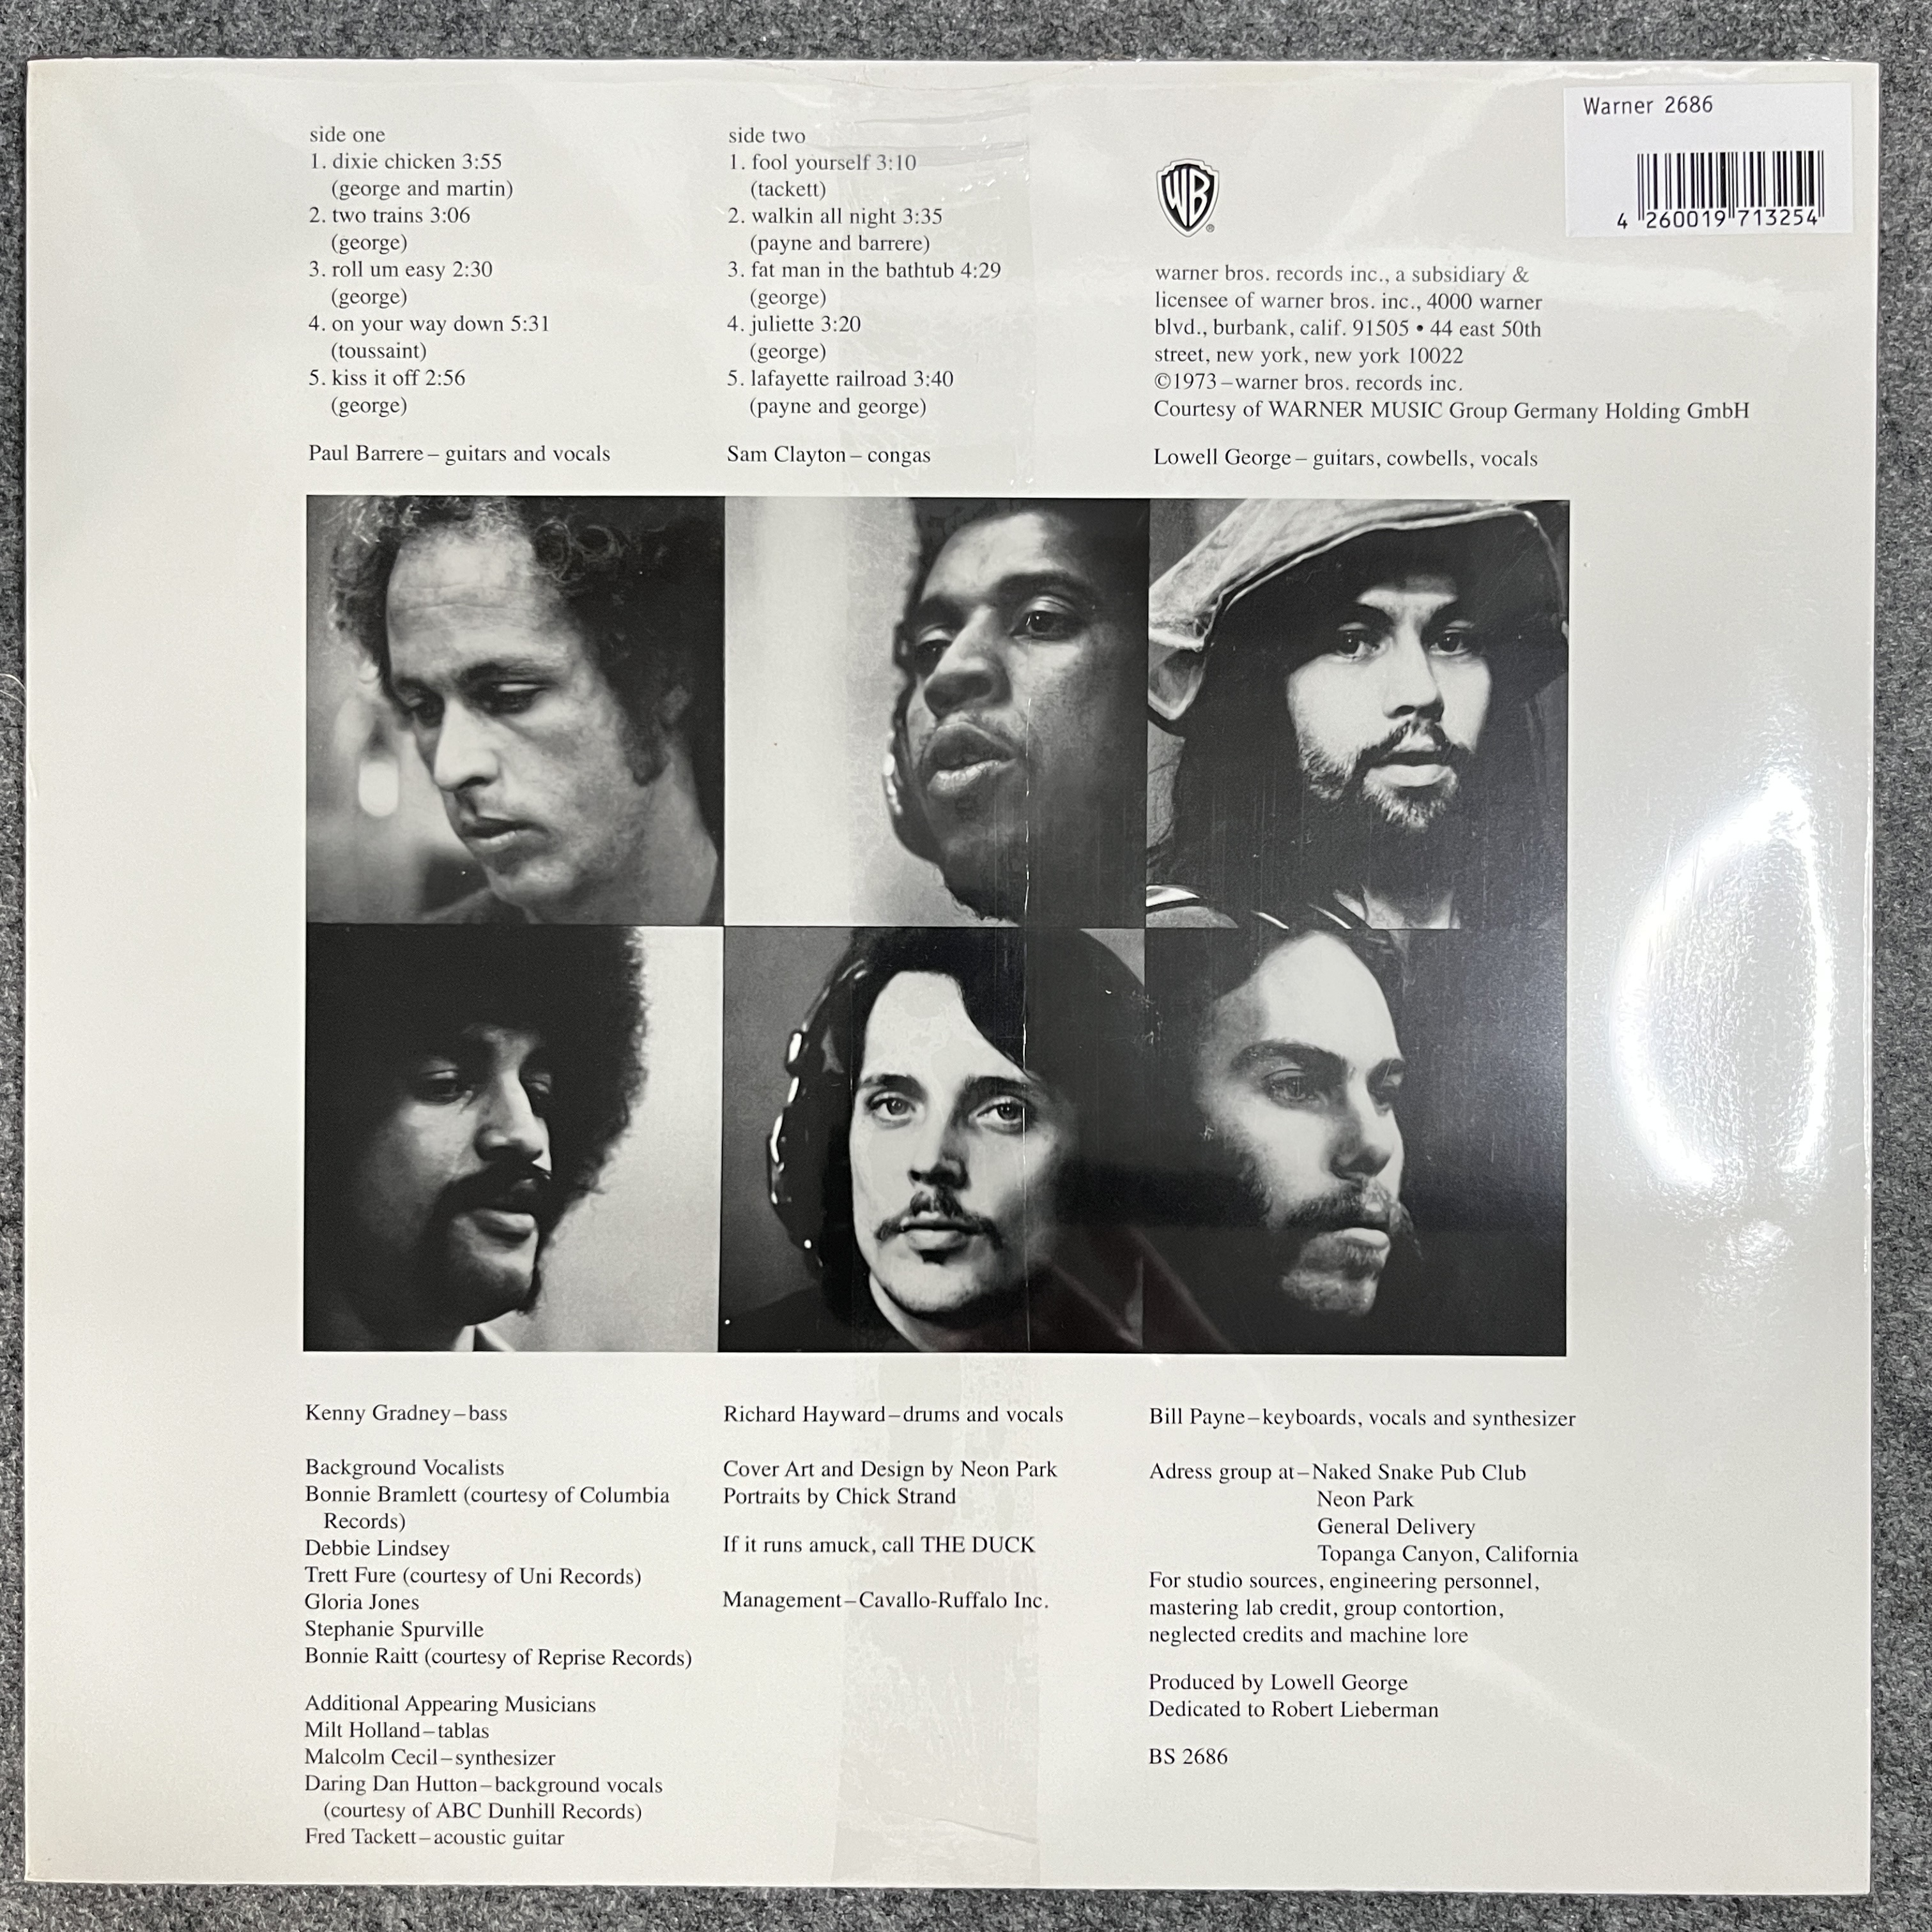 side one
1. dixie chicken 3:55
(george and martin)
2. two trains 3:06
(george)
3. roll um easy 2:30
(george)
4. on your way down 5:31
(toussaint)
5. kiss it off 2:56
(george)
side two
1. fool yourself 3:10
(tackett)
2. walkin all night 3:35
(payne and barrere)
3. fat man in the bathtub 4:29
(george)
4. juliette 3:20
(george)
5. lafayette railroad 3:40
(payne and george)
Warner 2686
4 260019 713254
WB
®
warner bros. records inc., a subsidiary &
licensee of warner bros. inc., 4000 warner
blvd., burbank, calif. 91505 • 44 east 50th
street, new york, new york 10022
©1973–warner bros. records inc.
Courtesy of WARNER MUSIC Group Germany Holding GmbH
Paul Barrere – guitars and vocals
Sam Clayton – congas
Lowell George – guitars, cowbells, vocals
Kenny Gradney – bass
Richard Hayward – drums and vocals
Bill Payne – keyboards, vocals and synthesizer
Background Vocalists
Bonnie Bramlett (courtesy of Columbia
Records)
Debbie Lindsey
Trett Fure (courtesy of Uni Records)
Gloria Jones
Stephanie Spurville
Bonnie Raitt (courtesy of Reprise Records)
Additional Appearing Musicians
Milt Holland – tablas
Malcolm Cecil – synthesizer
Daring Dan Hutton – background vocals
(courtesy of ABC Dunhill Records)
Fred Tackett – acoustic guitar
Cover Art and Design by Neon Park
Portraits by Chick Strand
If it runs amuck, call THE DUCK
Management – Cavallo-Ruffalo Inc.
Adress group at – Naked Snake Pub Club
Neon Park
General Delivery
Topanga Canyon, California
For studio sources, engineering personnel,
mastering lab credit, group contortion,
neglected credits and machine lore
Produced by Lowell George
Dedicated to Robert Lieberman
BS 2686